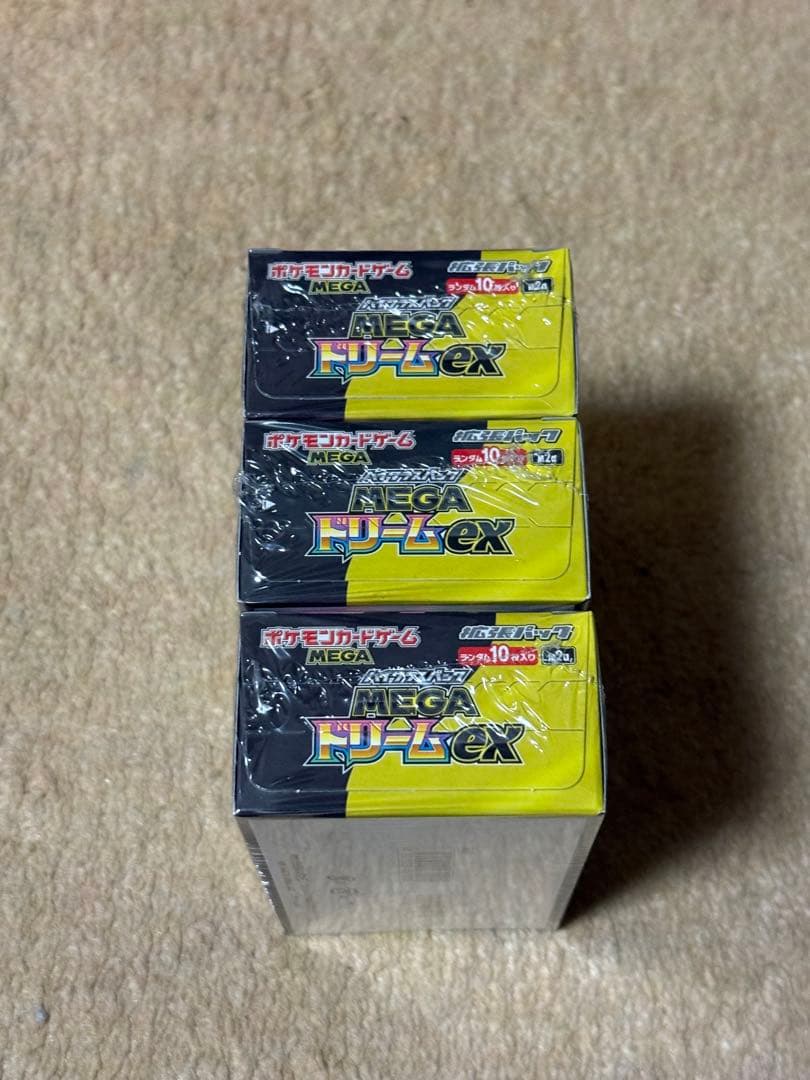 ポケモンカードゲーム
MEGA
拡張パック
ランダム10枚入り
ハイクラスパック
MEGA
ドリームex
ポケモンカードゲーム
MEGA
拡張パック
ランダム10枚入り
ハイクラスパック
MEGA
ドリームex
ポケモンカードゲーム
MEGA
拡張パック
ランダム10枚入り
ハイクラスパック
MEGA
ドリームex